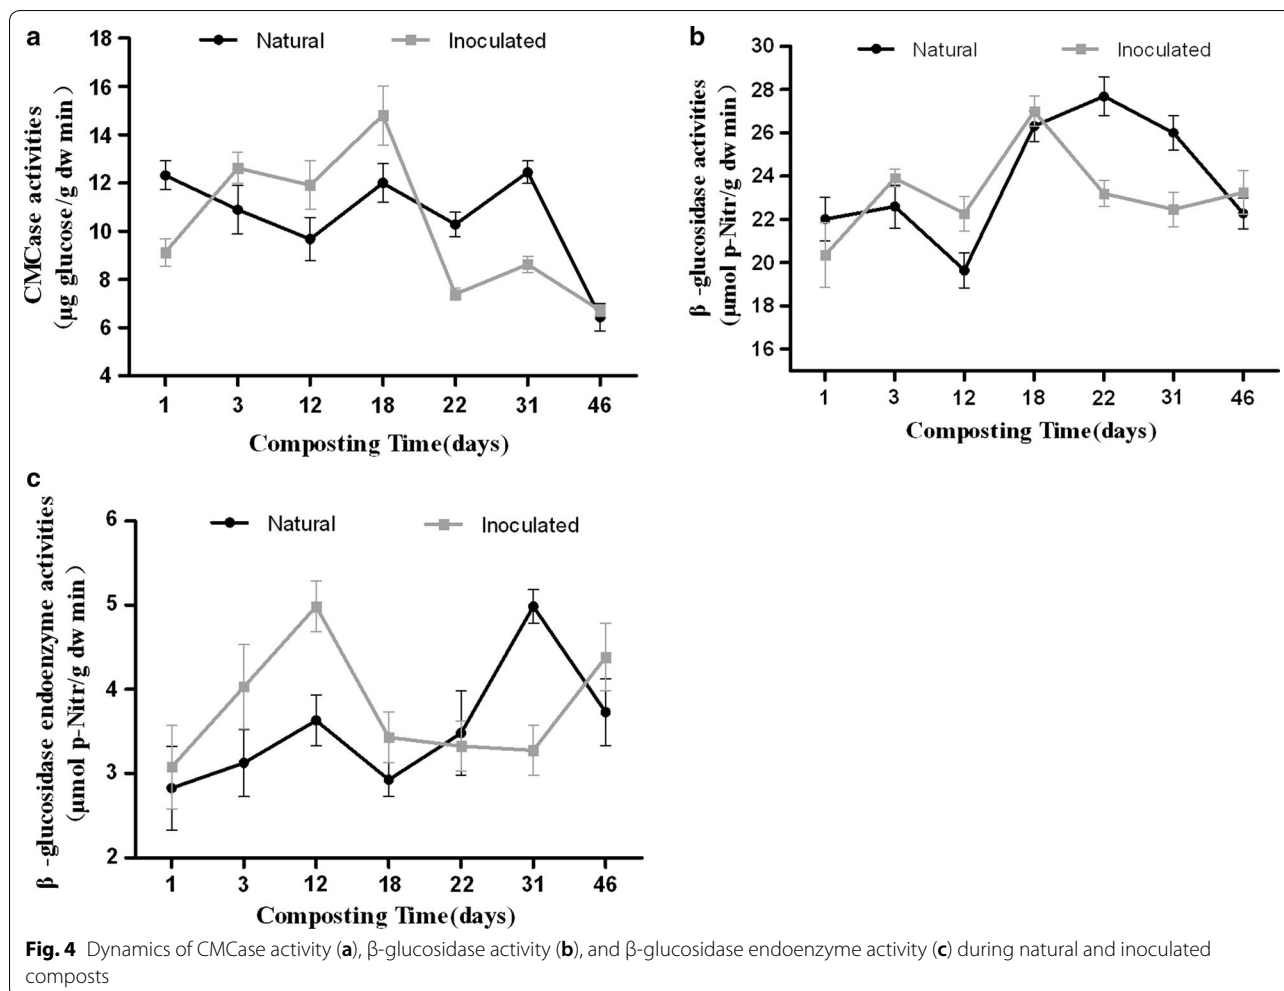 a
18
16
14
12
10
8
6
4
Natural
Inoculated
CMCase activities
(μg glucose/g dw min)
1 3 12 18 22 31 46
Composting Time(days)
b
30
28
26
24
22
20
18
16
Natural
Inoculated
β -glucosidase activities
(μmol p-Nitr/g dw min)
1 3 12 18 22 31 46
Composting Time(days)
c
6
5
4
3
2
Natural
Inoculated
β -glucosidase endoenzyme activities
(μmol p-Nitr/g dw min)
1 3 12 18 22 31 46
Composting Time(days)
Fig. 4 Dynamics of CMCase activity (a), β-glucosidase activity (b), and β-glucosidase endoenzyme activity (c) during natural and inoculated
composts